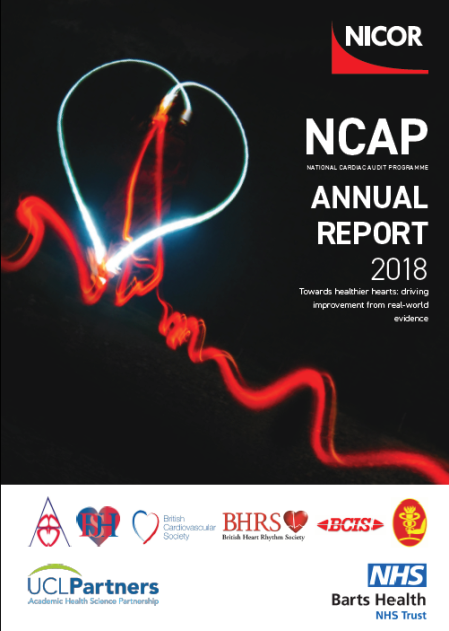 NICOR
NCAP
NATIONAL CARDIAC AUDIT PROGRAMME
ANNUAL
REPORT
2018
Towards healthier hearts: driving
improvement from real-world
evidence
British
Cardiovascular
Society
BHRS
British Heart Rhythm Society
BCIS
UCLPartners
Academic Health Science Partnership
NHS
Barts Health
NHS Trust